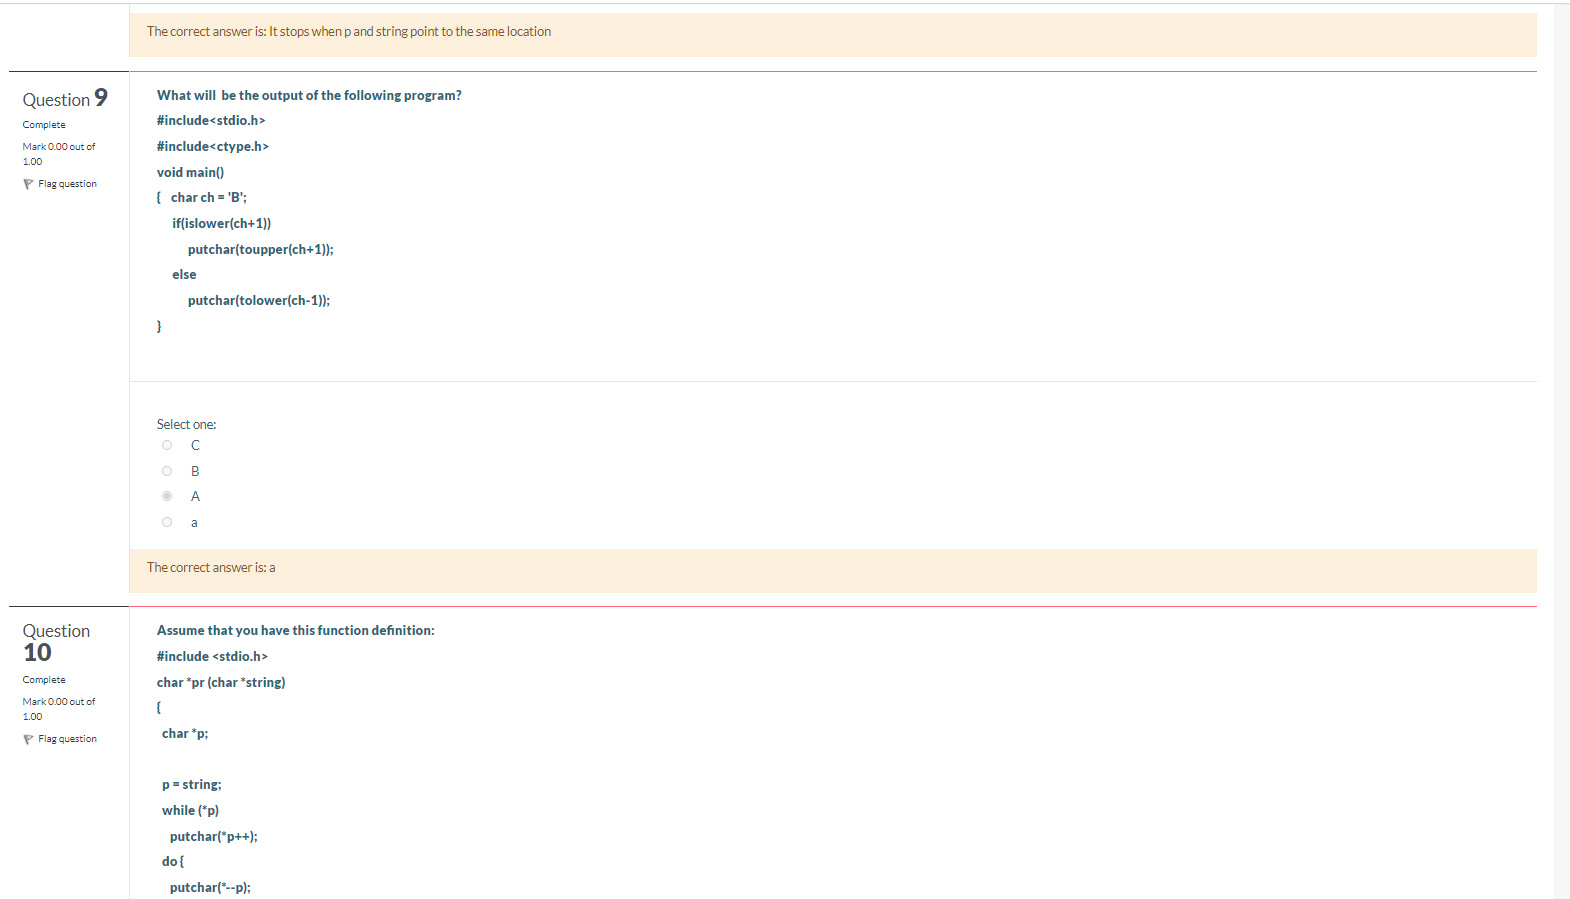 The correct answer is: It stops when p and string point to the same location
Question 9
Complete
Mark 0.00 out of
1.00
Flag question
What will  be the output of the following program?
#include<stdio.h>
#include<ctype.h>
void main()
{   char ch = 'B';
if(islower(ch+1))
putchar(toupper(ch+1));
else
putchar(tolower(ch-1));
}
Select one:
C
B
A
a
The correct answer is: a
Question
10
Complete
Mark 0.00 out of
1.00
Flag question
Assume that you have this function definition:
#include <stdio.h>
char *pr (char *string)
{
char *p;
p = string;
while (*p)
putchar(*p++);
do {
putchar(*--p);